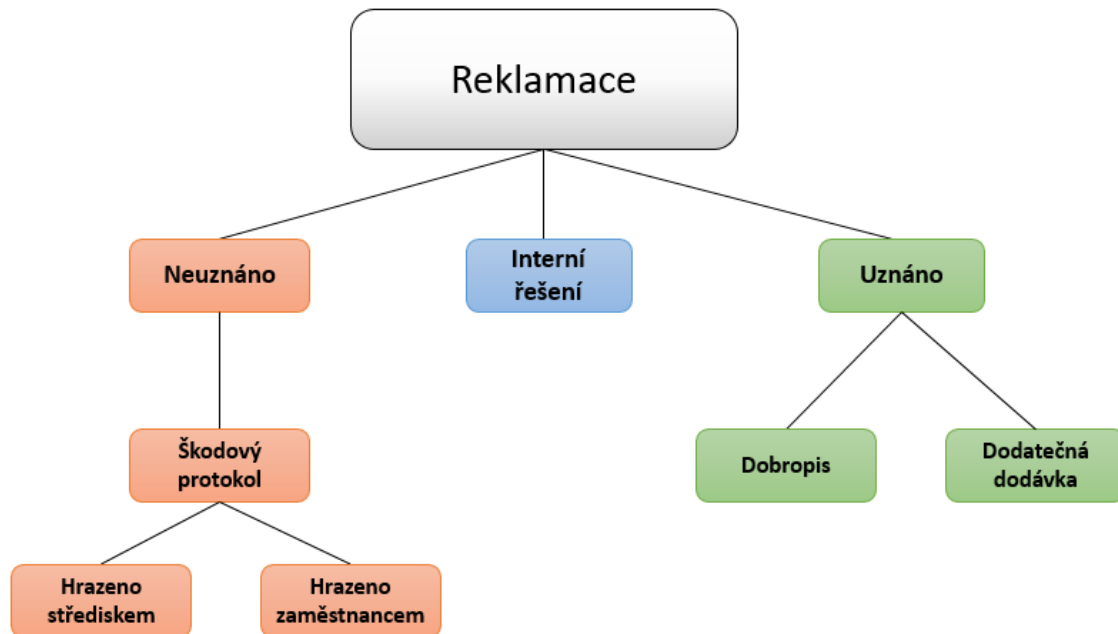 Reklamace
Neuznáno
Interní
řešení
Uznáno
Škodový
protokol
Dobropis
Dodatečná
dodávka
Hrazeno
střediskem
Hrazeno
zaměstnancem